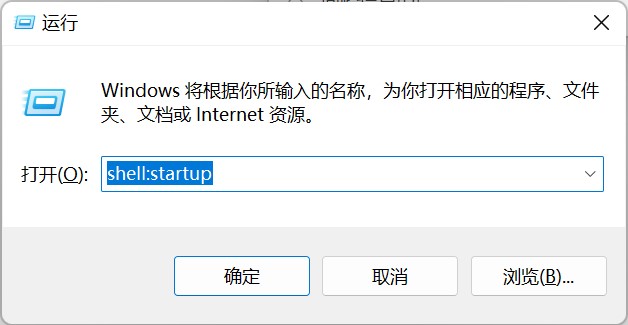 运行
Windows 将根据你所输入的名称，为你打开相应的程序、文件
夹、文档或 Internet 资源。
打开(O): shell:startup
确定 取消 浏览(B)...